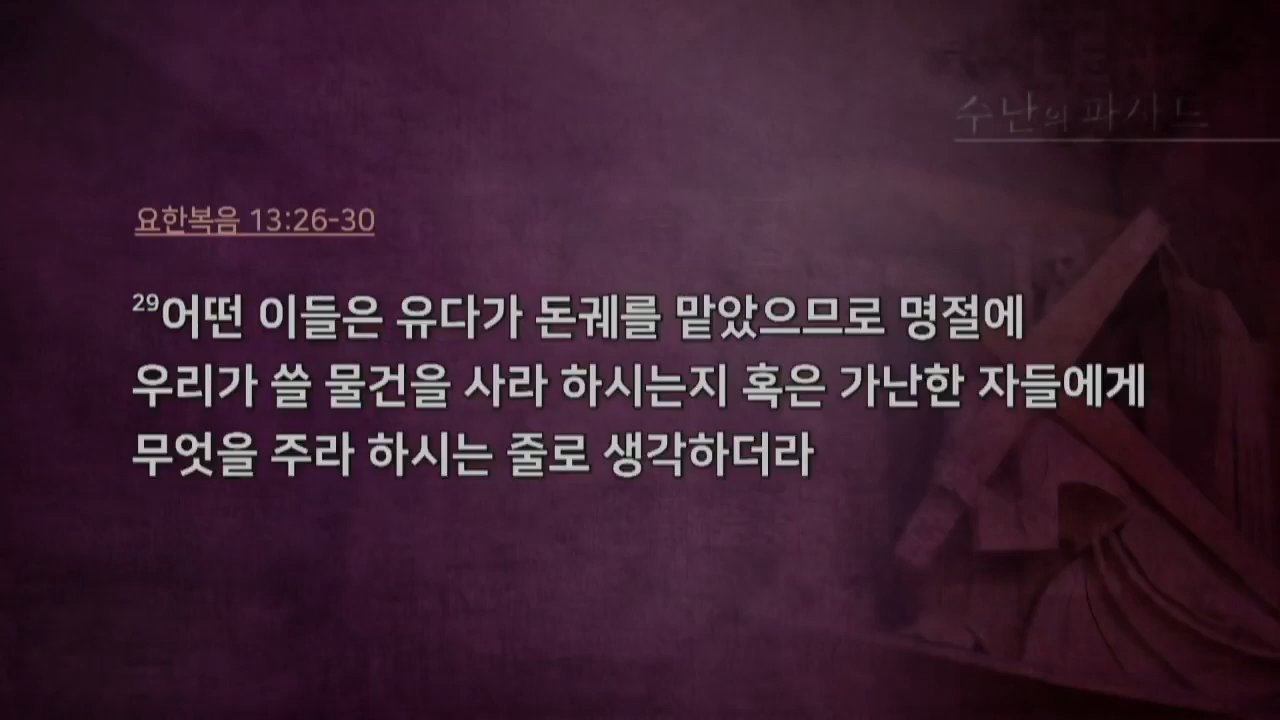 수난의 파사드
요한복음 13:26-30
29어떤 이들은 유다가 돈궤를 맡았으므로 명절에
우리가 쓸 물건을 사라 하시는지 혹은 가난한 자들에게
무엇을 주라 하시는 줄로 생각하더라